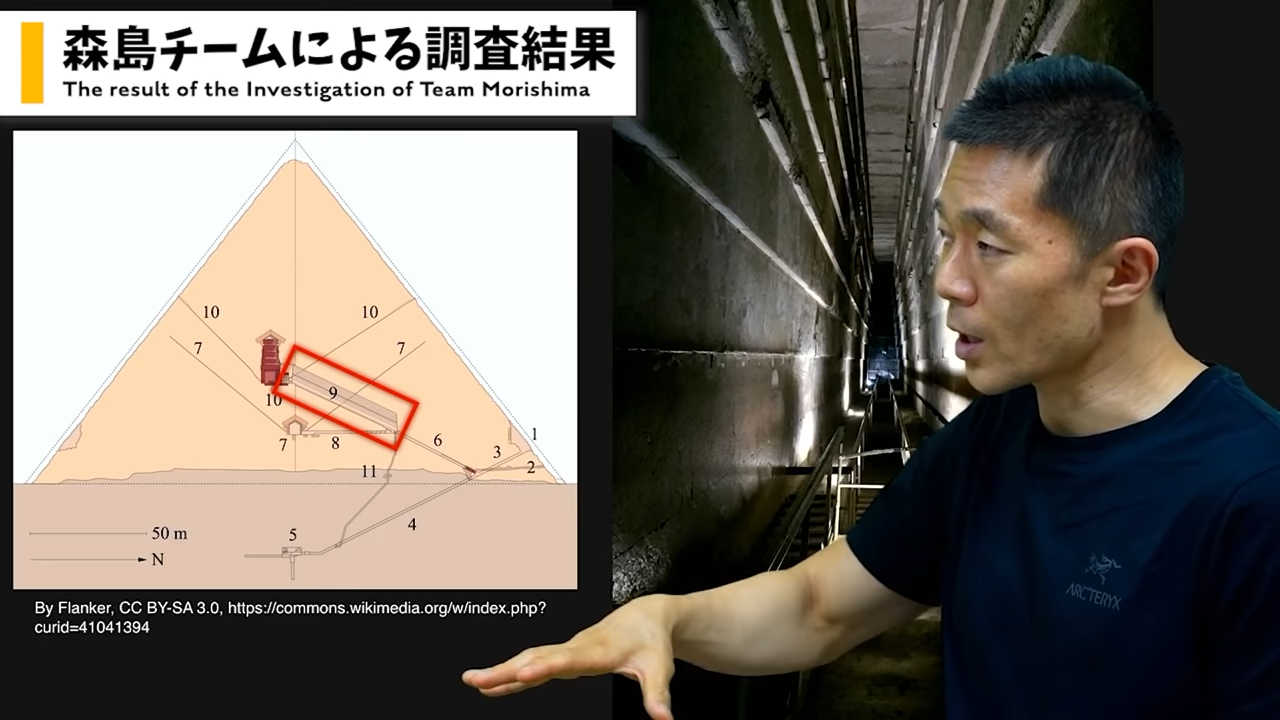 森島チームによる調査結果
The result of the Investigation of Team Morishima
10
10
7
7
9
10
7
8
6
1
3
2
11
4
5
50 m
N
By Flanker, CC BY-SA 3.0, https://commons.wikimedia.org/w/index.php?
curid=41041394
ARCTERYX